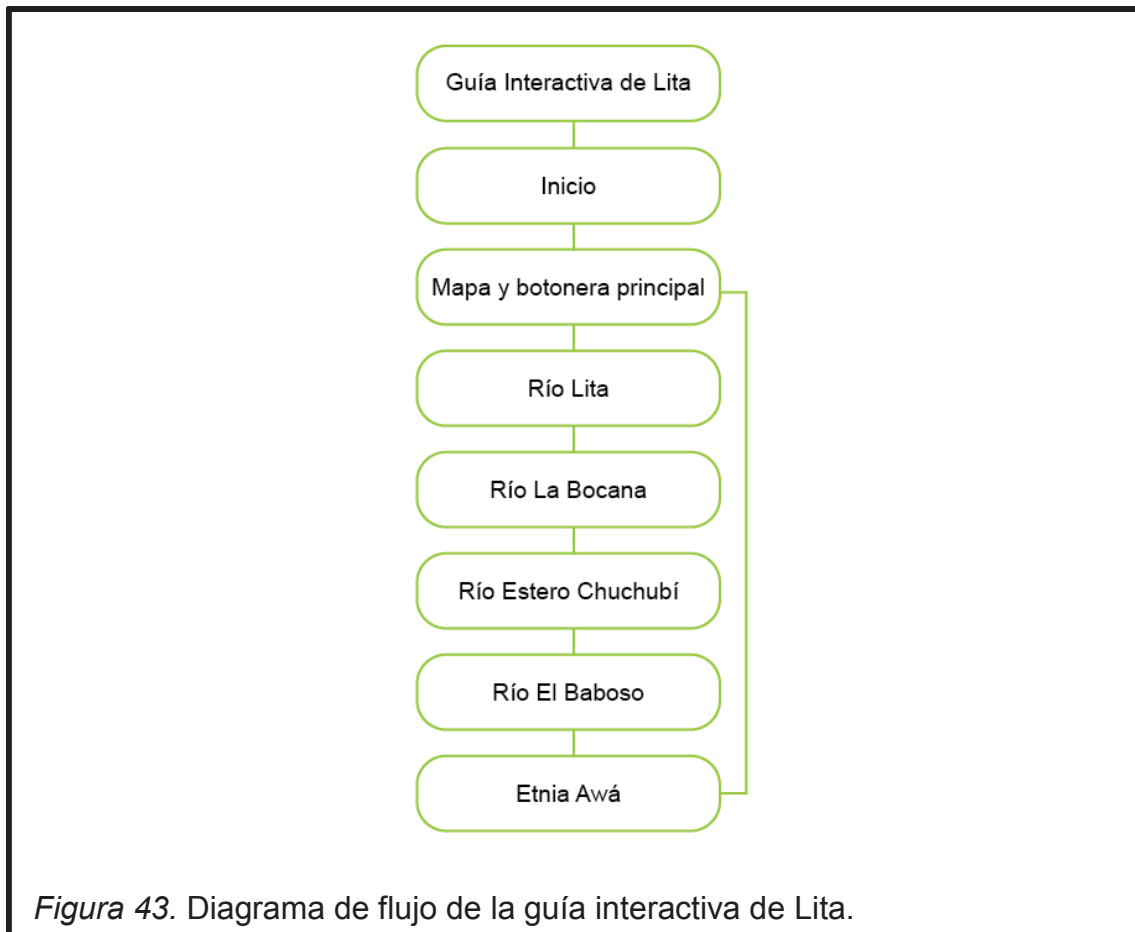 Guía Interactiva de Lita
Inicio
Mapa y botonera principal
Río Lita
Río La Bocana
Río Estero Chuchubí
Río El Baboso
Etnia Awá
Figura 43. Diagrama de flujo de la guía interactiva de Lita.